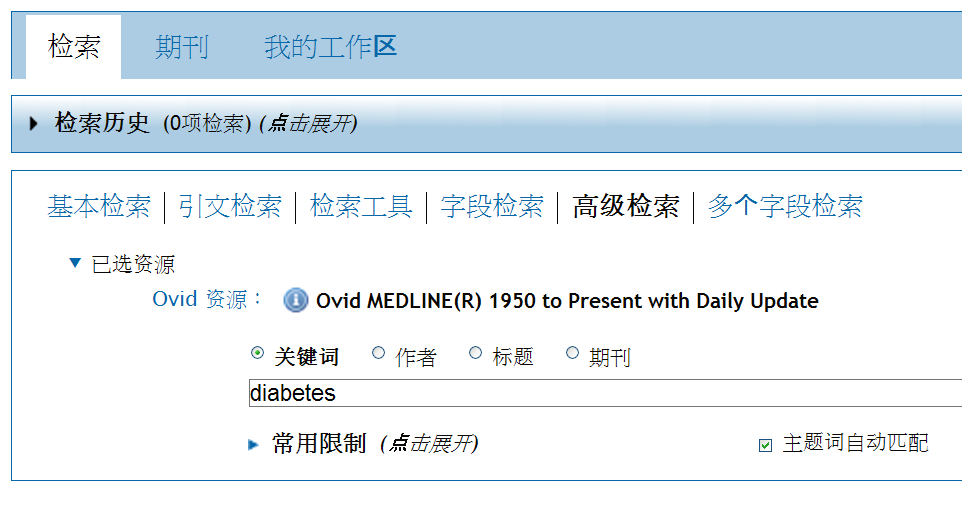 检索 期刊 我的工作区
检索历史 (0项检索) (点击展开)
基本检索 引文检索 检索工具 字段检索 高级检索 多个字段检索
已选资源
Ovid 资源： Ovid MEDLINE(R) 1950 to Present with Daily Update
关键词 作者 标题 期刊
diabetes
常用限制 (点击展开) 主题词自动匹配